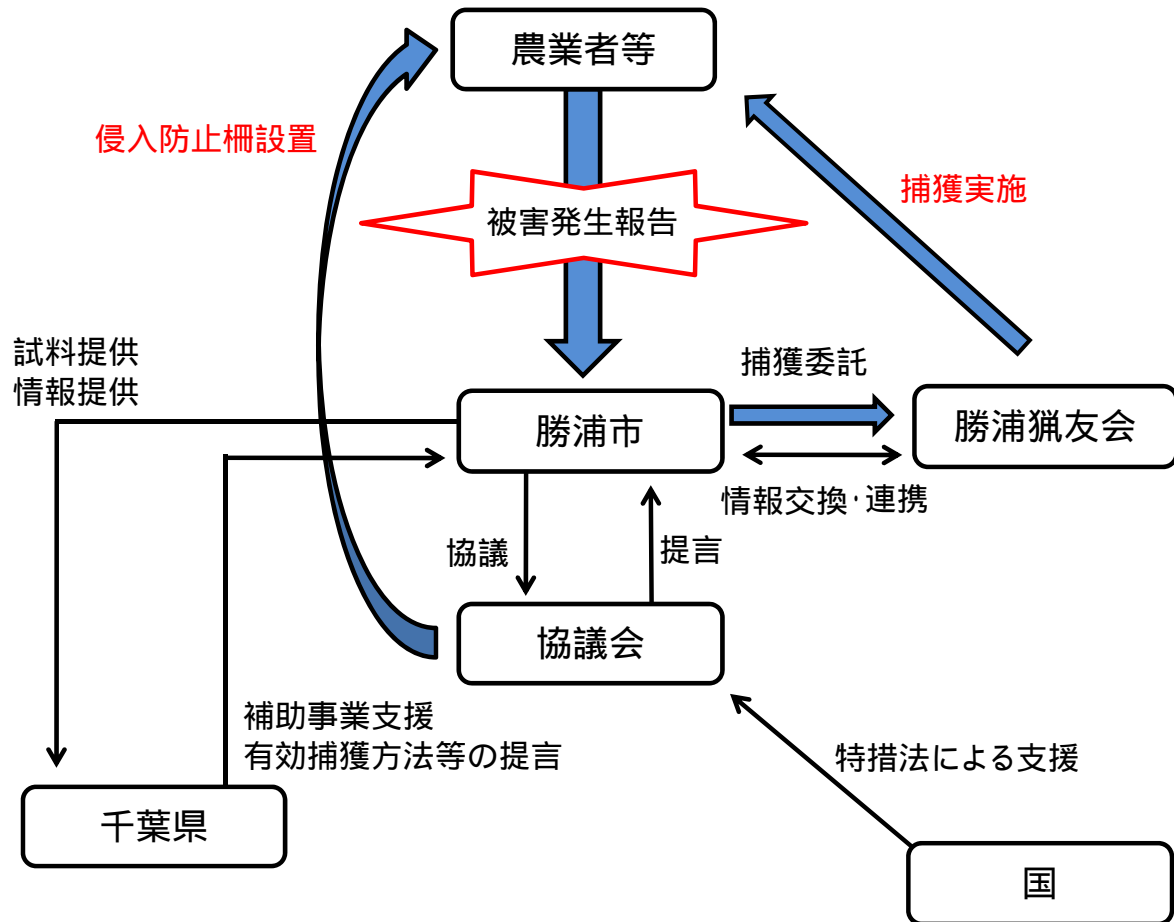 農業者等
侵入防止柵設置
捕獲実施
被害発生報告
試料提供
情報提供
捕獲委託
勝浦市
勝浦猟友会
情報交換・連携
協議
提言
協議会
補助事業支援
有効捕獲方法等の提言
特措法による支援
千葉県
国